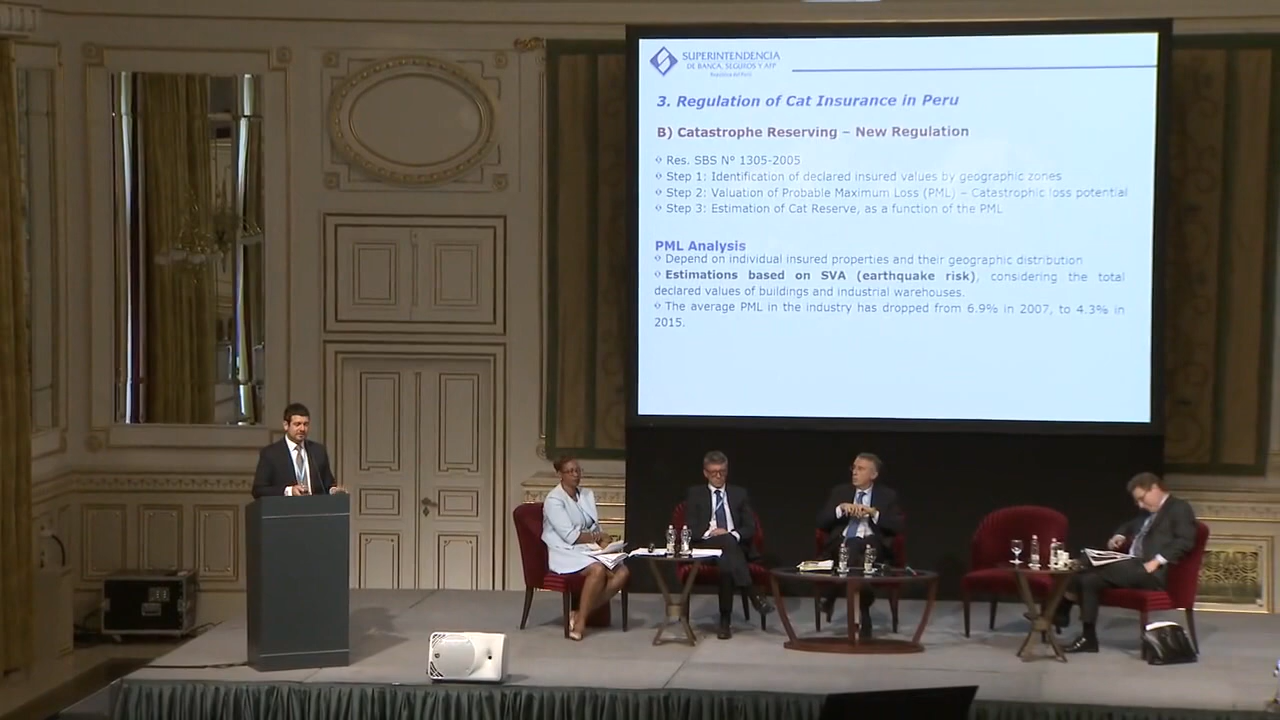 SUPERINTENDENCIA
DE BANCA, SEGUROS Y AFP
República del Perú
3. Regulation of Cat Insurance in Peru
B) Catastrophe Reserving – New Regulation
Res. SBS N° 1305-2005
Step 1: Identification of declared insured values by geographic zones
Step 2: Valuation of Probable Maximum Loss (PML) – Catastrophic loss potential
Step 3: Estimation of Cat Reserve, as a function of the PML
PML Analysis
Depend on individual insured properties and their geographic distribution
Estimations based on SVA (earthquake risk), considering the total
declared values of buildings and industrial warehouses.
The average PML in the industry has dropped from 6.9% in 2007, to 4.3% in
2015.